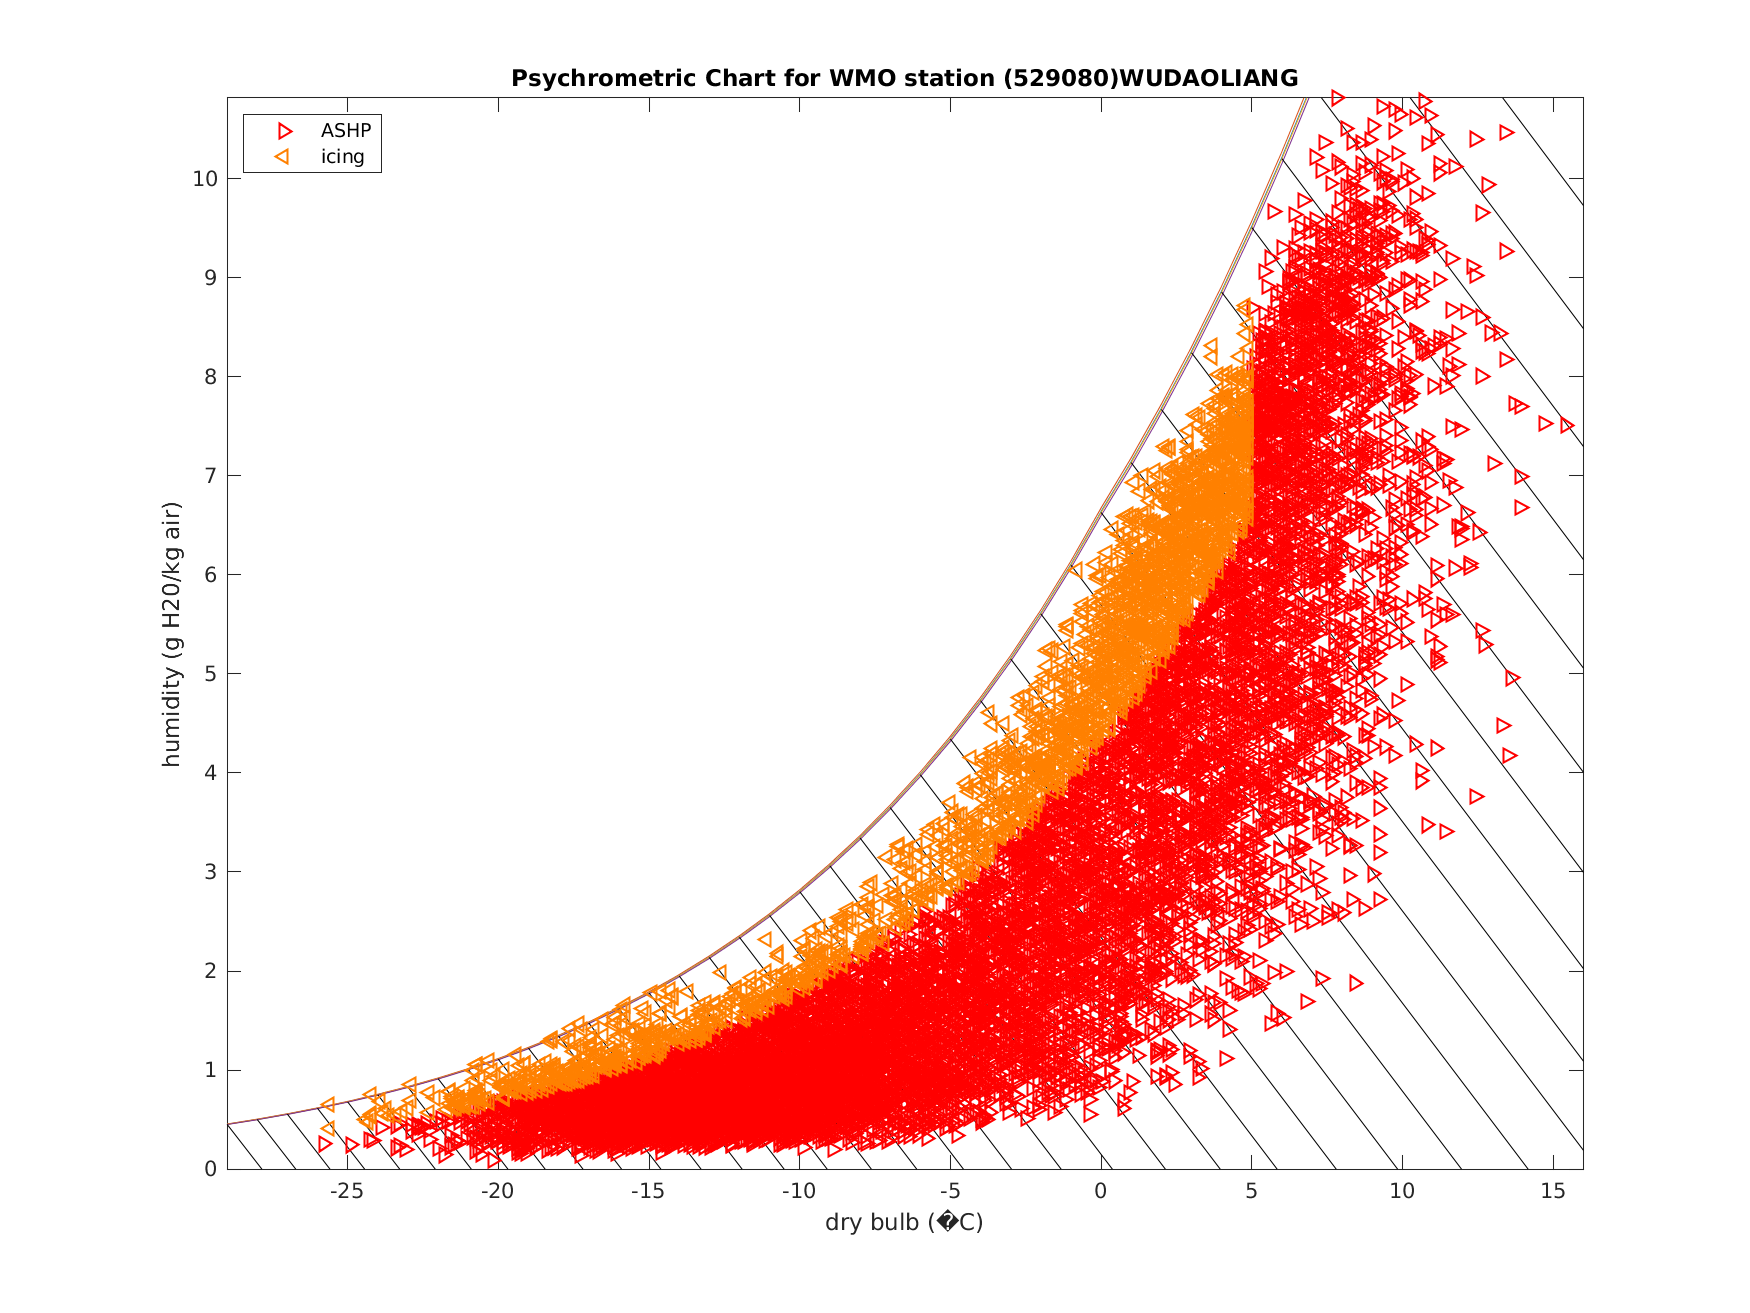 Psychrometric Chart for WMO station (529080)WUDAOLIANG
ASHP
icing
10
9
8
7
6
5
4
3
2
1
0
humidity (g H20/kg air)
-25 -20 -15 -10 -5 0 5 10 15
dry bulb (�C)